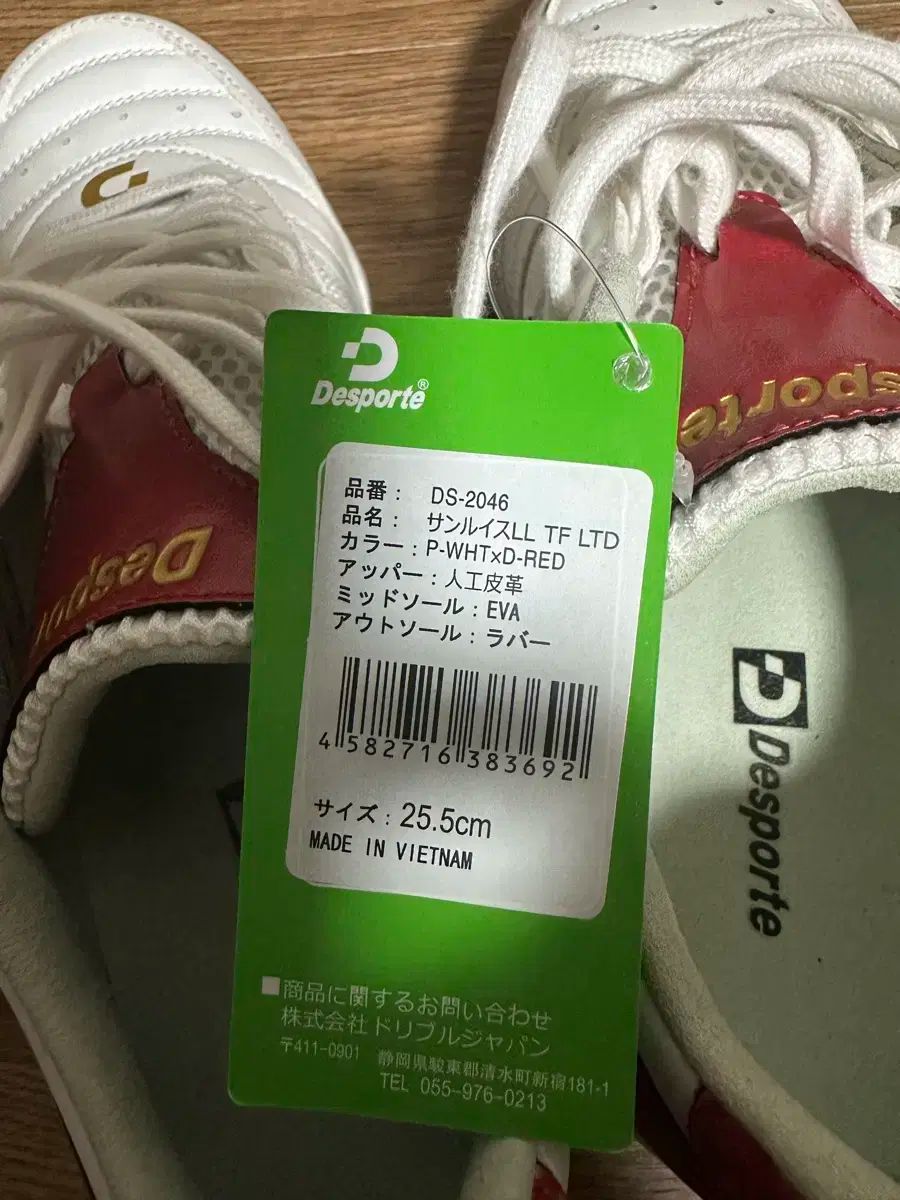 Desporte®
品番： DS-2046
品名： サンルイスLL TF LTD
カラー：P-WHT×D-RED
アッパー：人工皮革
ミッドソール：EVA
アウトソール：ラバー
4 582716 383692
サイズ：25.5cm
MADE IN VIETNAM
■商品に関するお問い合わせ
株式会社ドリブルジャパン
〒411-0901 静岡県駿東郡清水町新宿181-1
TEL 055-976-0213
Desporte